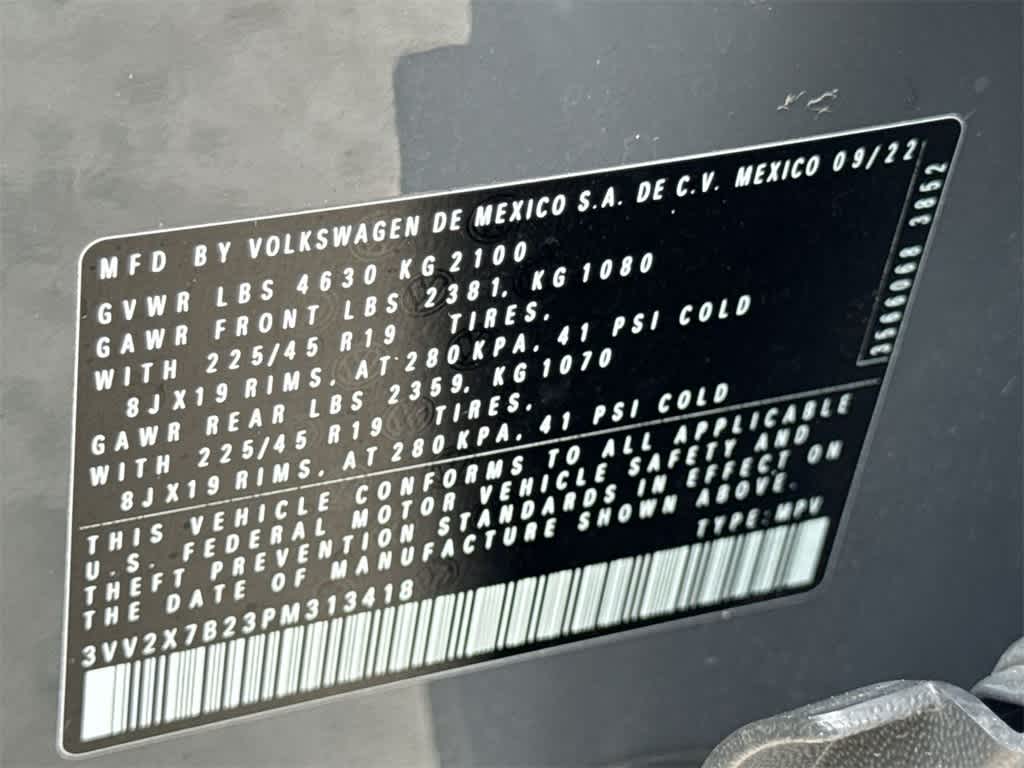 MFD BY VOLKSWAGEN DE MEXICO S.A. DE C.V. MEXICO 09/22
GVWR LBS 4630 KG 2100
GAWR FRONT LBS 2381, KG 1080
WITH 225/45 R19 TIRES.
8JX19 RIMS. AT 280 KPA. 41 PSI COLD
GAWR REAR LBS 2359, KG 1070
WITH 225/45 R19 TIRES.
8JX19 RIMS. AT 280 KPA. 41 PSI COLD
THIS VEHICLE CONFORMS TO ALL APPLICABLE
U.S. FEDERAL MOTOR VEHICLE SAFETY AND
THEFT PREVENTION STANDARDS IN EFFECT ON
THE DATE OF MANUFACTURE SHOWN ABOVE.
3VV2X7B23PM313418 TYPE:MPV